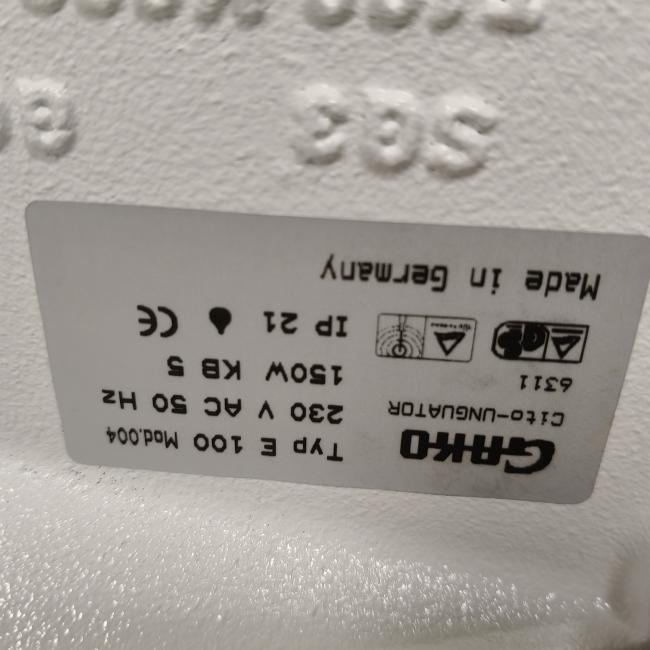 GAKO
Cito-UNGUATOR
6311
Typ E 100 Mod.004
230 V AC 50 Hz
150W KB 5
IP 21 CE
Made in Germany